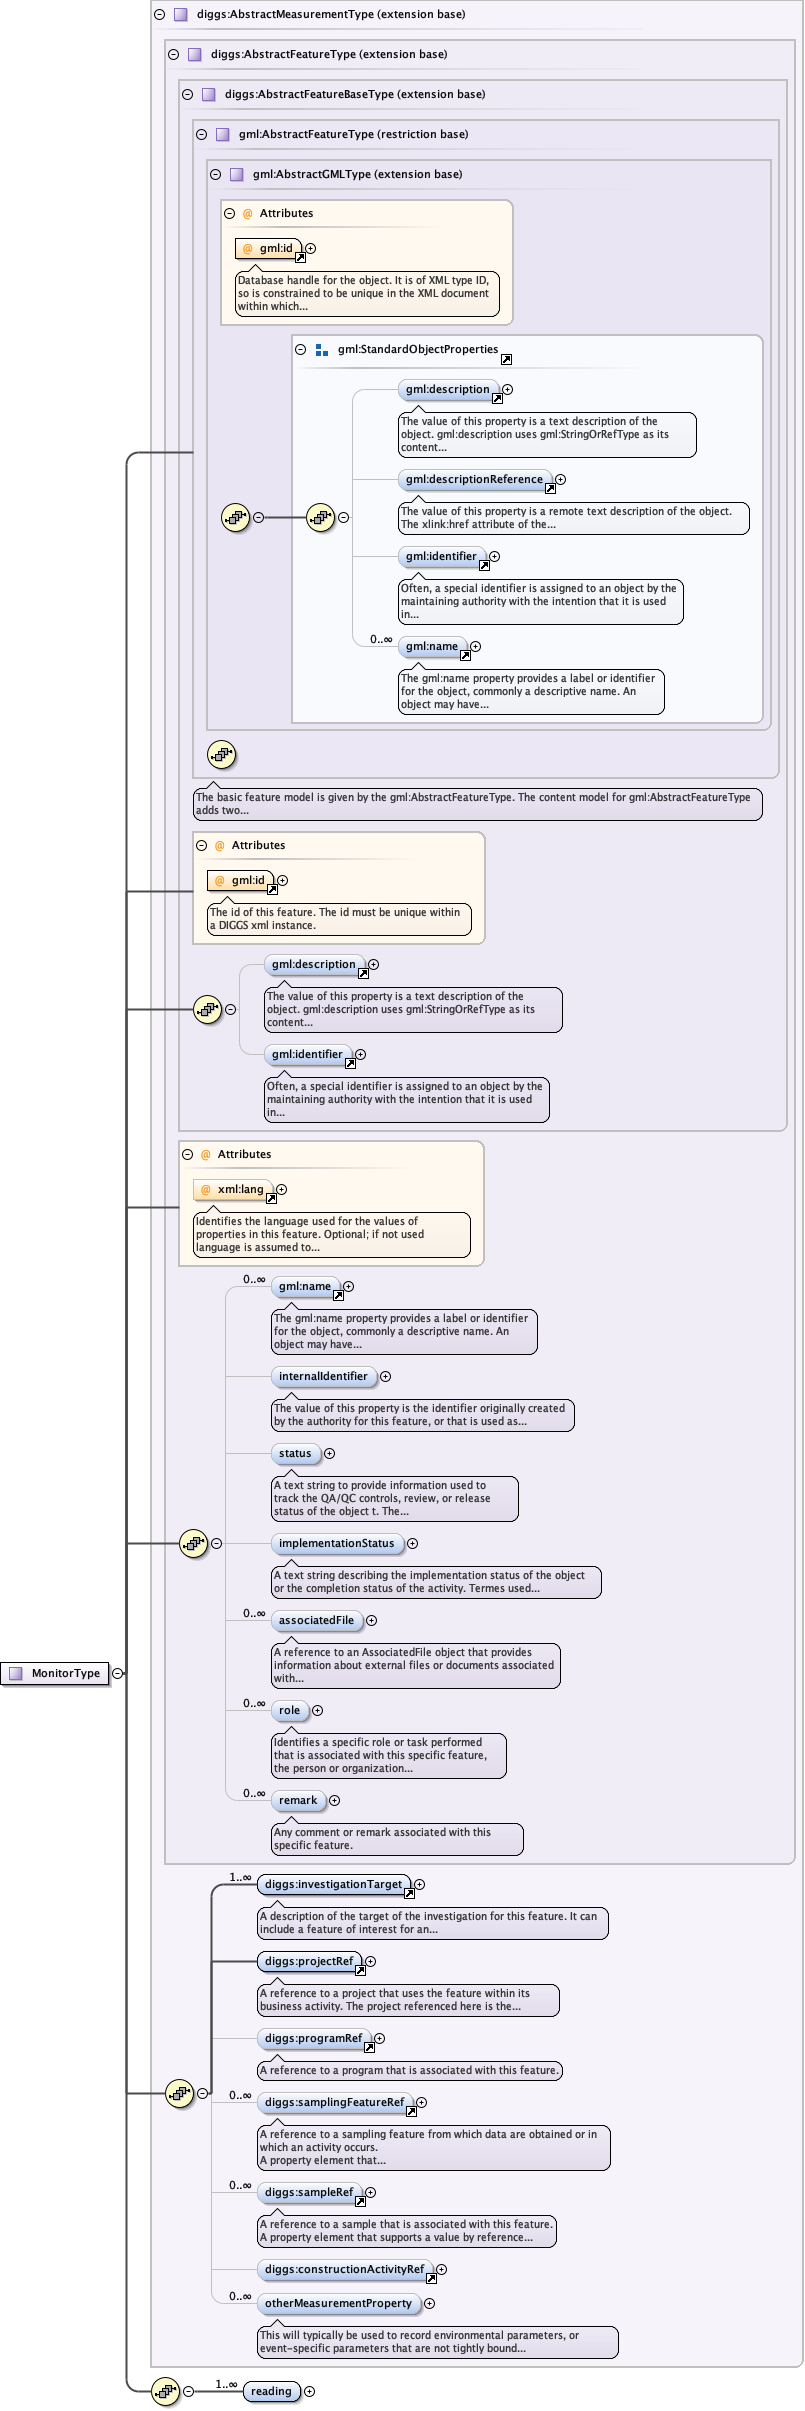 diggs:AbstractMeasurementType (extension base)
diggs:AbstractFeatureType (extension base)
diggs:AbstractFeatureBaseType (extension base)
gml:AbstractFeatureType (restriction base)
gml:AbstractGMLType (extension base)
@ Attributes
@ gml:id
Database handle for the object. It is of XML type ID,
so is constrained to be unique in the XML document
within which...
gml:StandardObjectProperties
gml:description
The value of this property is a text description of the
object. gml:description uses gml:StringOrRefType as its
content...
gml:descriptionReference
The value of this property is a remote text description of the object.
The xlink:href attribute of the...
gml:identifier
Often, a special identifier is assigned to an object by the
maintaining authority with the intention that it is used
in...
0..∞
gml:name
The gml:name property provides a label or identifier
for the object, commonly a descriptive name. An
object may have...
The basic feature model is given by the gml:AbstractFeatureType. The content model for gml:AbstractFeatureType
adds two...
@ Attributes
@ gml:id
The id of this feature. The id must be unique within
a DIGGS xml instance.
gml:description
The value of this property is a text description of the
object. gml:description uses gml:StringOrRefType as its
content...
gml:identifier
Often, a special identifier is assigned to an object by the
maintaining authority with the intention that it is used
in...
@ Attributes
@ xml:lang
Identifies the language used for the values of
properties in this feature. Optional; if not used
language is assumed to...
0..∞
gml:name
The gml:name property provides a label or identifier
for the object, commonly a descriptive name. An
object may have...
internalIdentifier
The value of this property is the identifier originally created
by the authority for this feature, or that is used as...
status
A text string to provide information used to
track the QA/QC controls, review, or release
status of the object t. The...
implementationStatus
A text string describing the implementation status of the object
or the completion status of the activity. Termes used...
0..∞
associatedFile
A reference to an AssociatedFile object that provides
information about external files or documents associated
with...
MonitorType
0..∞
role
Identifies a specific role or task performed
that is associated with this specific feature,
the person or organization...
0..∞
remark
Any comment or remark associated with this
specific feature.
1..∞
diggs:investigationTarget
A description of the target of the investigation for this feature. It can
include a feature of interest for an...
diggs:projectRef
A reference to a project that uses the feature within its
business activity. The project referenced here is the...
diggs:programRef
A reference to a program that is associated with this feature.
0..∞
diggs:samplingFeatureRef
A reference to a sampling feature from which data are obtained or in
which an activity occurs.
A property element that...
0..∞
diggs:sampleRef
A reference to a sample that is associated with this feature.
A property element that supports a value by reference...
diggs:constructionActivityRef
0..∞
otherMeasurementProperty
This will typically be used to record environmental parameters, or
event-specific parameters that are not tightly bound...
1..∞
reading